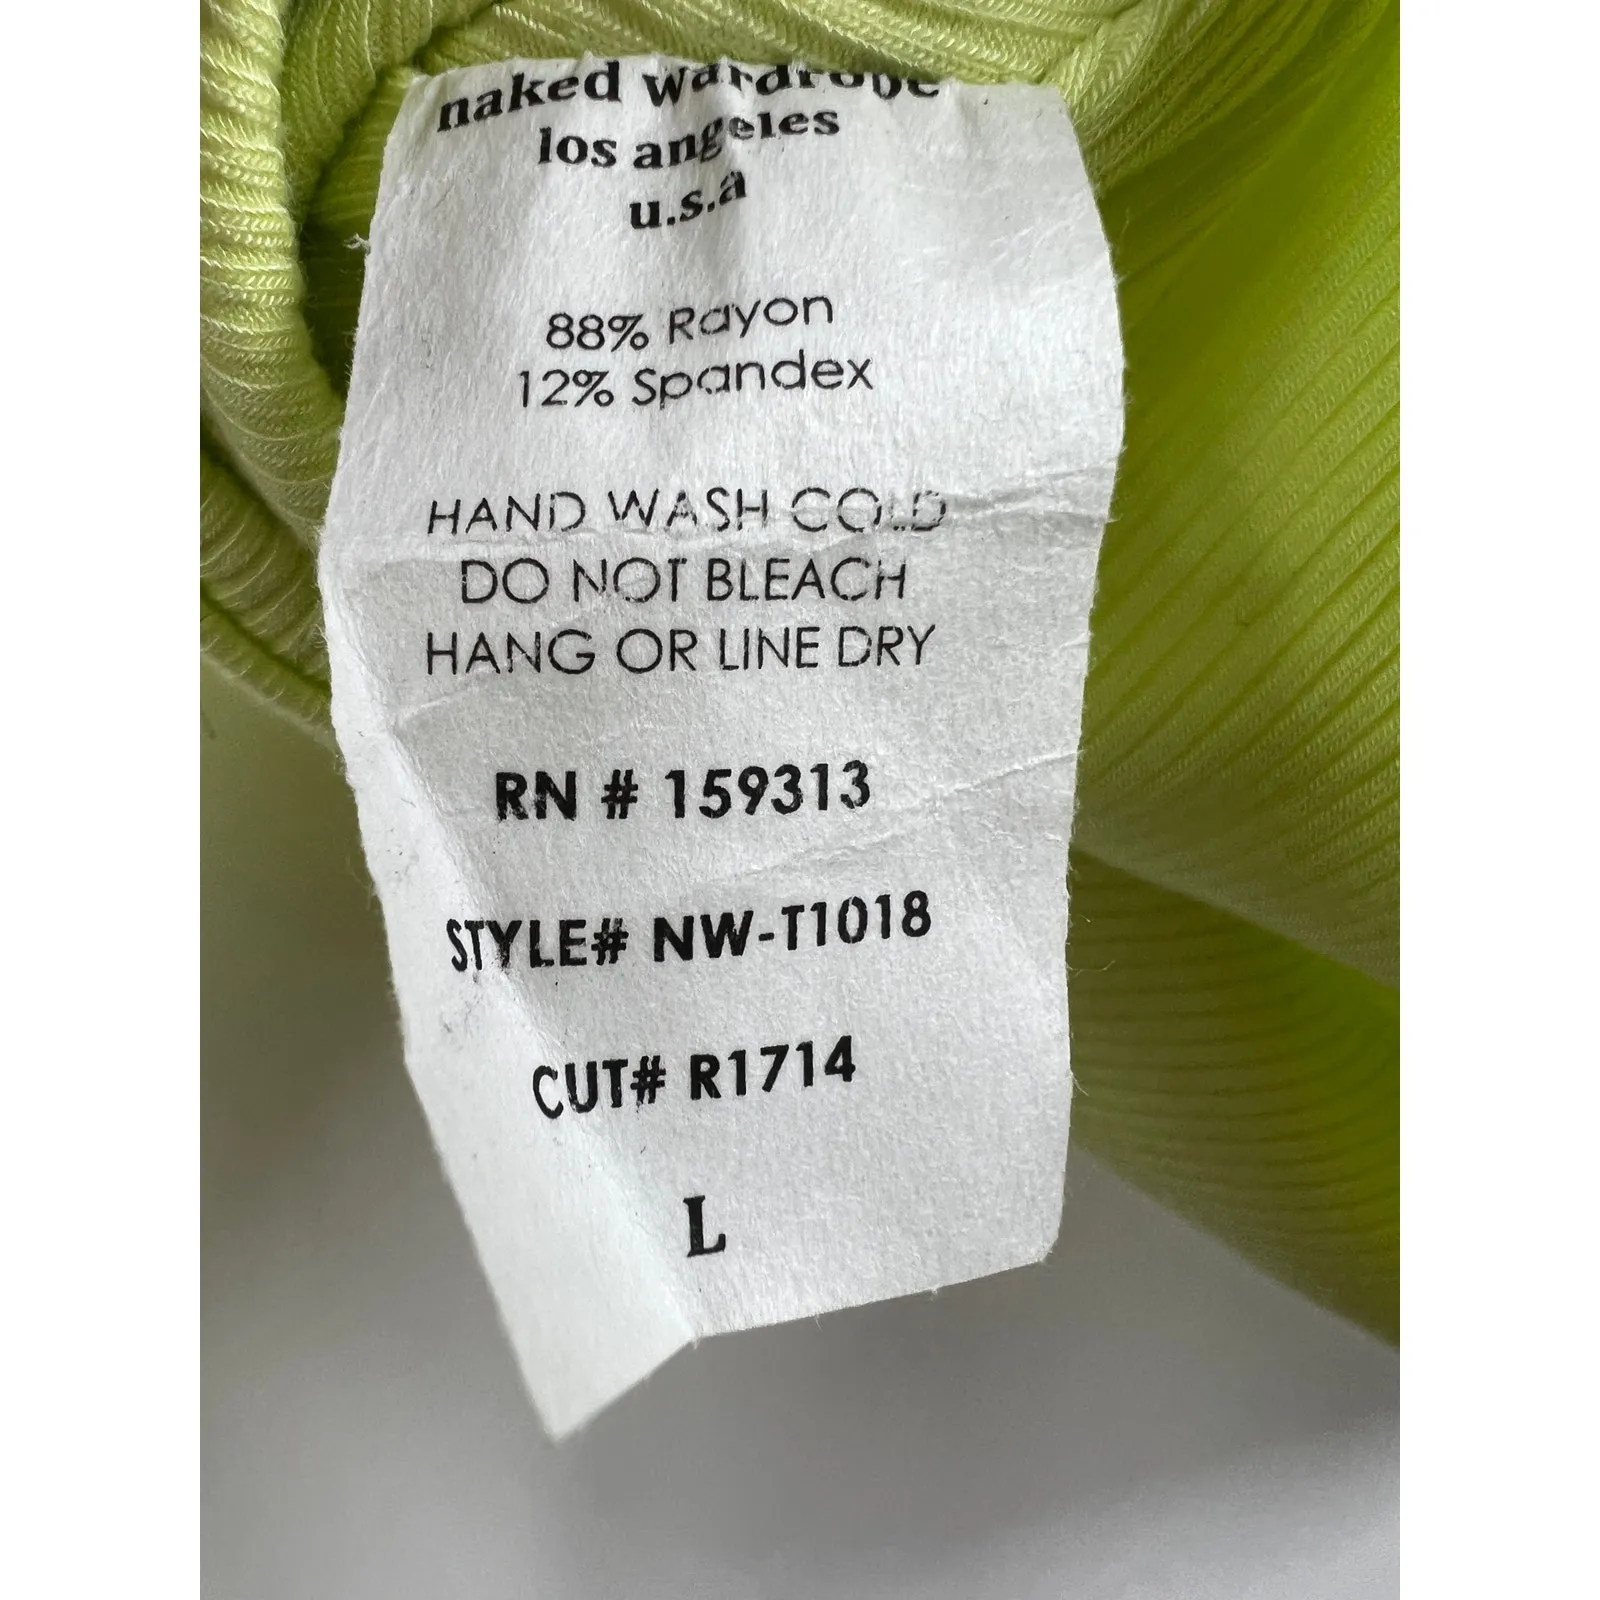 naked wardrobe
los angeles
u.s.a
88% Rayon
12% Spandex
HAND WASH COLD
DO NOT BLEACH
HANG OR LINE DRY
RN # 159313
STYLE# NW-T1018
CUT# R1714
L